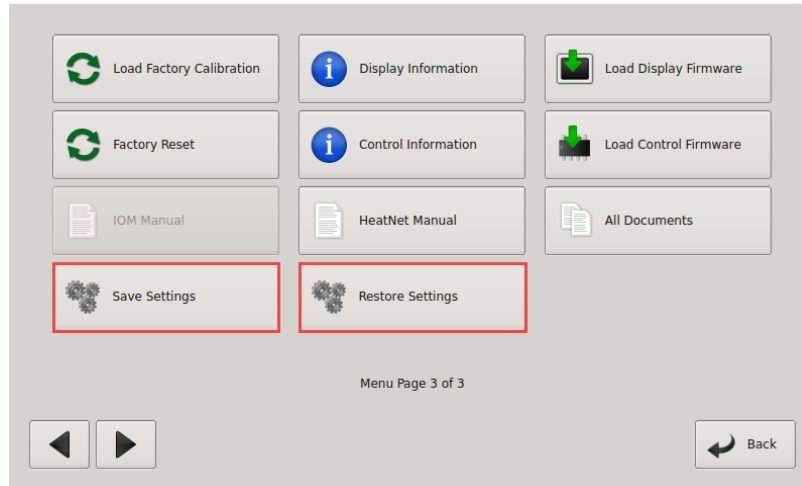 Load Factory Calibration
Display Information
Load Display Firmware
Factory Reset
Control Information
Load Control Firmware
IOM Manual
HeatNet Manual
All Documents
Save Settings
Restore Settings
Menu Page 3 of 3
Back